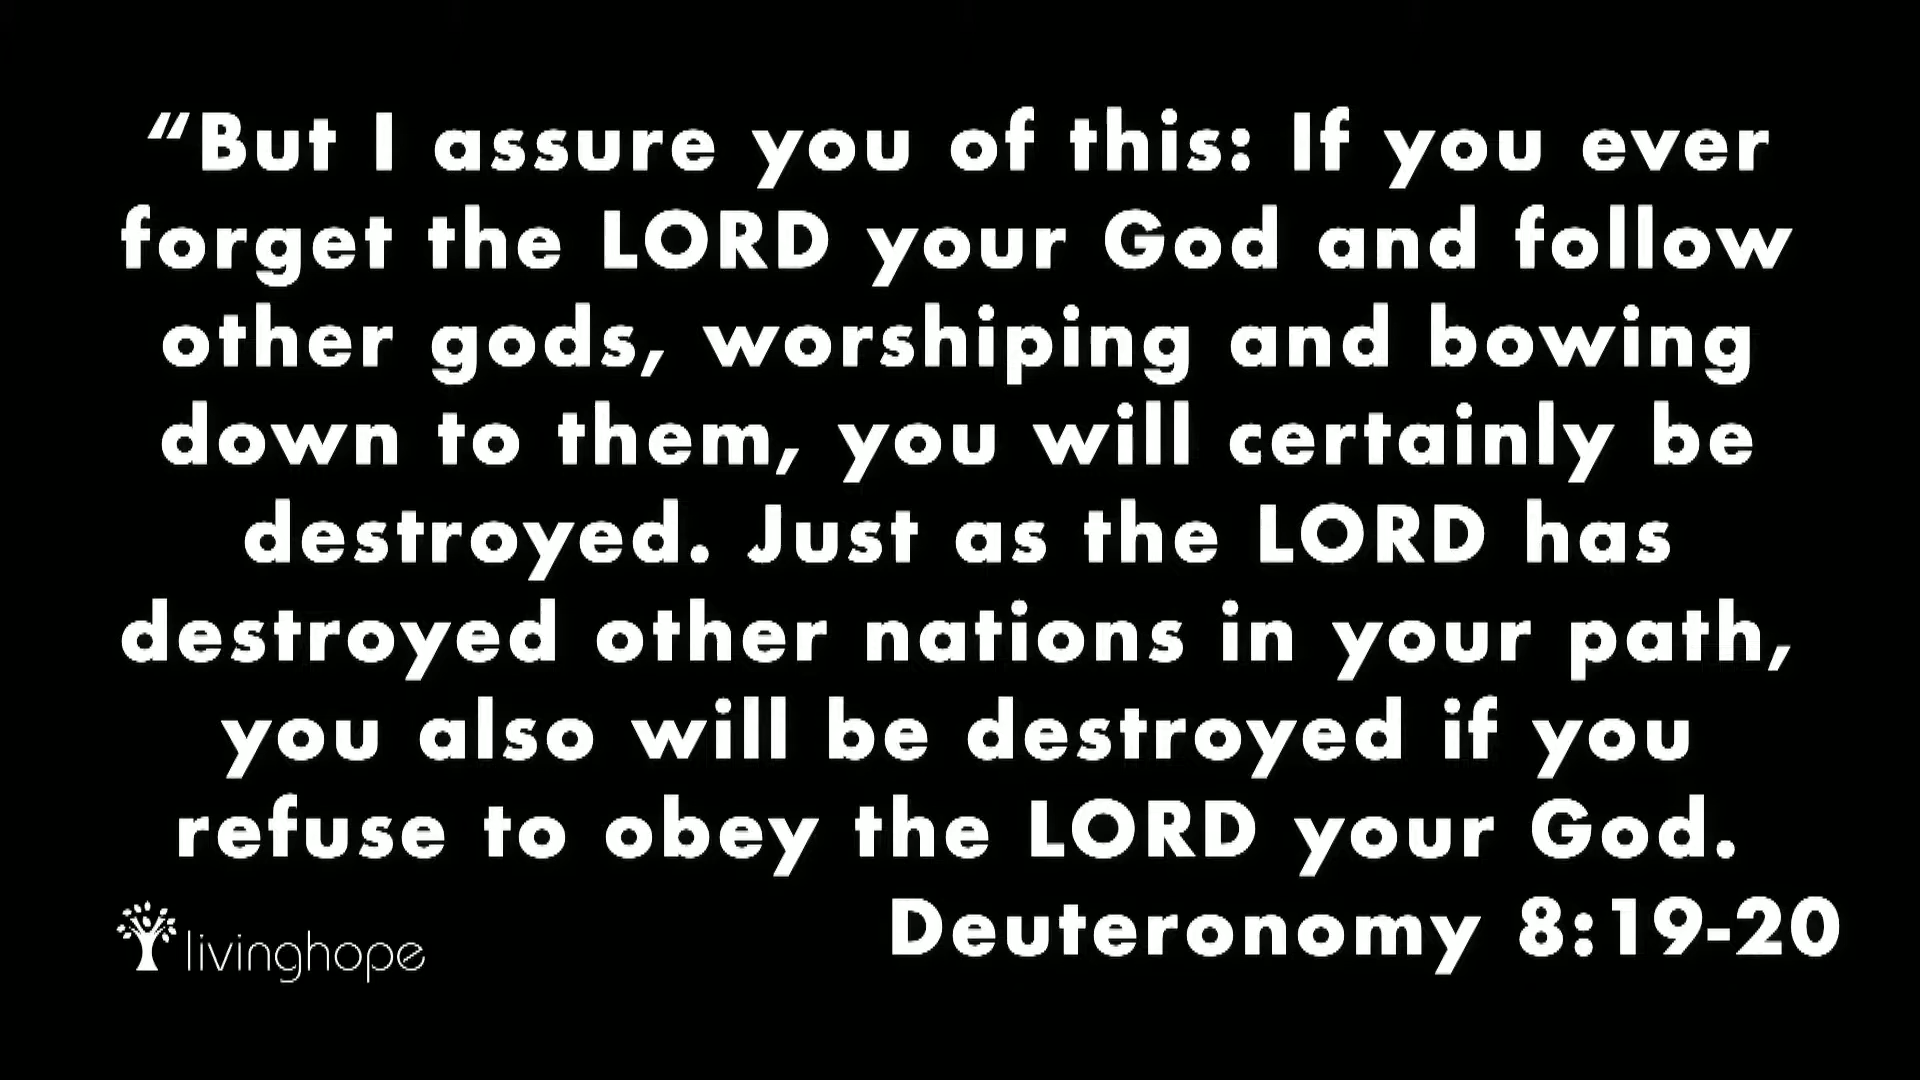 “But I assure you of this: If you ever
forget the LORD your God and follow
other gods, worshiping and bowing
down to them, you will certainly be
destroyed. Just as the LORD has
destroyed other nations in your path,
you also will be destroyed if you
refuse to obey the LORD your God.
Deuteronomy 8:19-20
livinghope